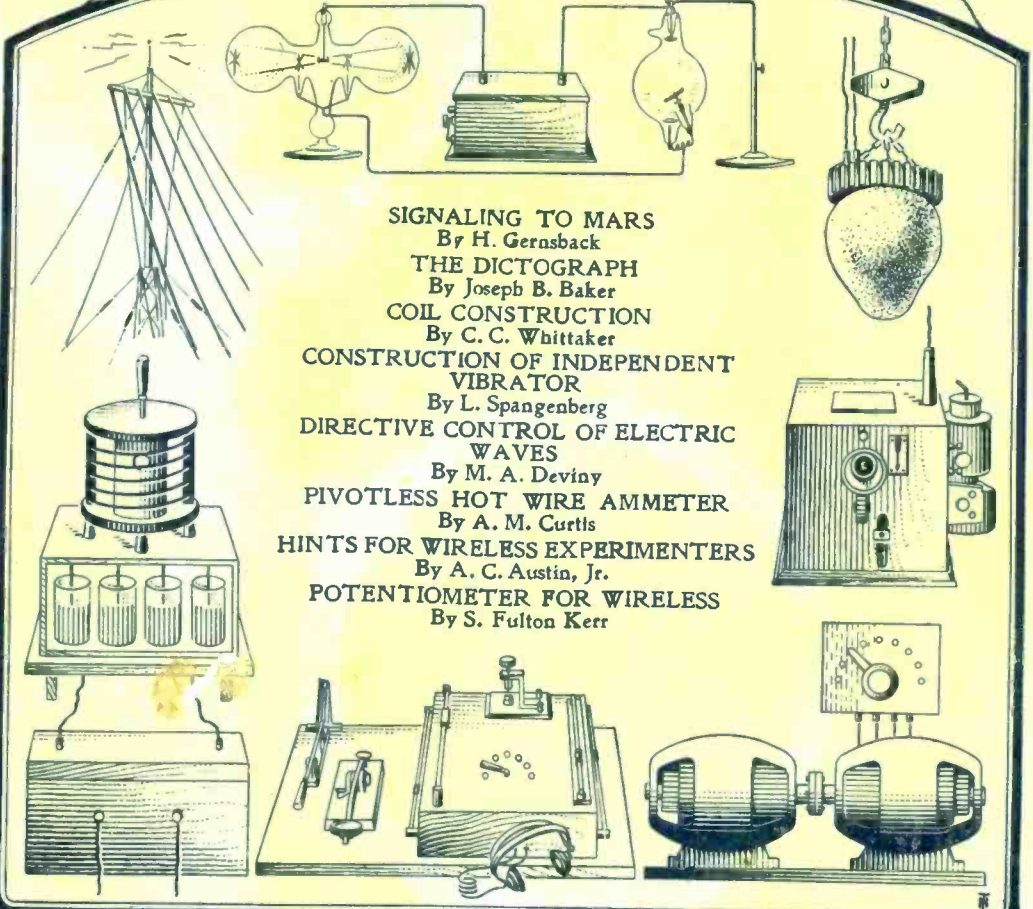 SIGNALING TO MARS
By H. Gernsback
THE DICTOGRAPH
By Joseph B. Baker
COIL CONSTRUCTION
By C. C. Whittaker
CONSTRUCTION OF INDEPENDENT
VIBRATOR
By L. Spangenberg
DIRECTIVE CONTROL OF ELECTRIC
WAVES
By M. A. Deviny
PIVOTLESS HOT WIRE AMMETER
By A. M. Curtis
HINTS FOR WIRELESS EXPERIMENTERS
By A. C. Austin, Jr.
POTENTIOMETER FOR WIRELESS
By S. Fulton Kerr